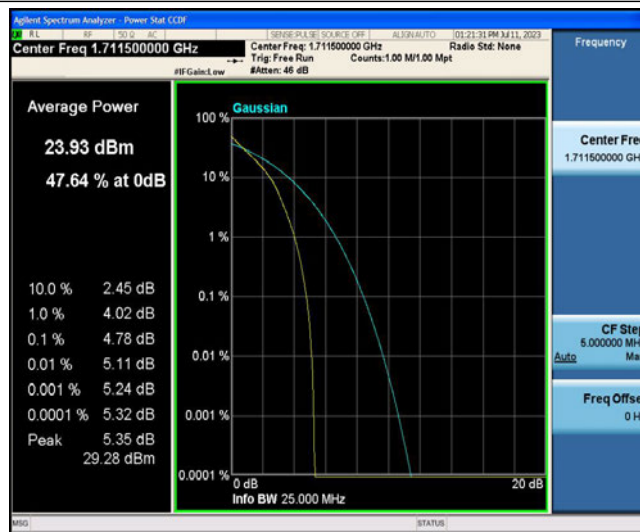 Agilent Spectrum Analyzer - Power Stat CCDF
RL RF 50 Ω AC SENSE:PULSE SOURCE OFF ALIGN AUTO 01:21:31 PM Jul 11, 2023
Center Freq 1.711500000 GHz
Center Freq: 1.711500000 GHz Radio Std: None
Trig: Free Run Counts:1.00 M/1.00 Mpt
#IFGain:Low #Atten: 46 dB
Frequency
Average Power
23.93 dBm
47.64 % at 0dB
10.0 % 2.45 dB
1.0 % 4.02 dB
0.1 % 4.78 dB
0.01 % 5.11 dB
0.001 % 5.24 dB
0.0001 % 5.32 dB
Peak 5.35 dB
29.28 dBm
Gaussian
100 %
10 %
1 %
0.1 %
0.01 %
0.001 %
0.0001 %
0 dB 20 dB
Info BW 25.000 MHz
Center Fre
1.711500000 GH
CF Step
5.000000 MH
Auto Ma
Freq Offse
0 H
MSG STATUS